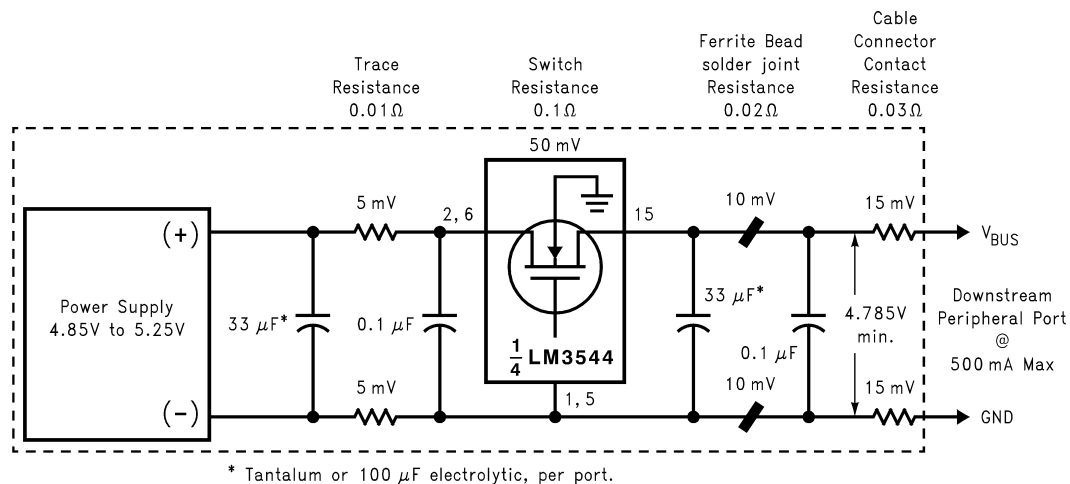 Trace
Resistance
0.01Ω
Switch
Resistance
0.1Ω
Ferrite Bead
solder joint
Resistance
0.02Ω
Cable
Connector
Contact
Resistance
0.03Ω
50 mV
5 mV
2, 6
15
10 mV
15 mV
(+)
V_BUS
Power Supply
4.85V to 5.25V
33 µF*
0.1 µF
1/4 LM3544
33 µF*
0.1 µF
4.785V
min.
Downstream
Peripheral Port
@
500 mA Max
5 mV
1, 5
10 mV
15 mV
(-)
GND
* Tantalum or 100 µF electrolytic, per port.